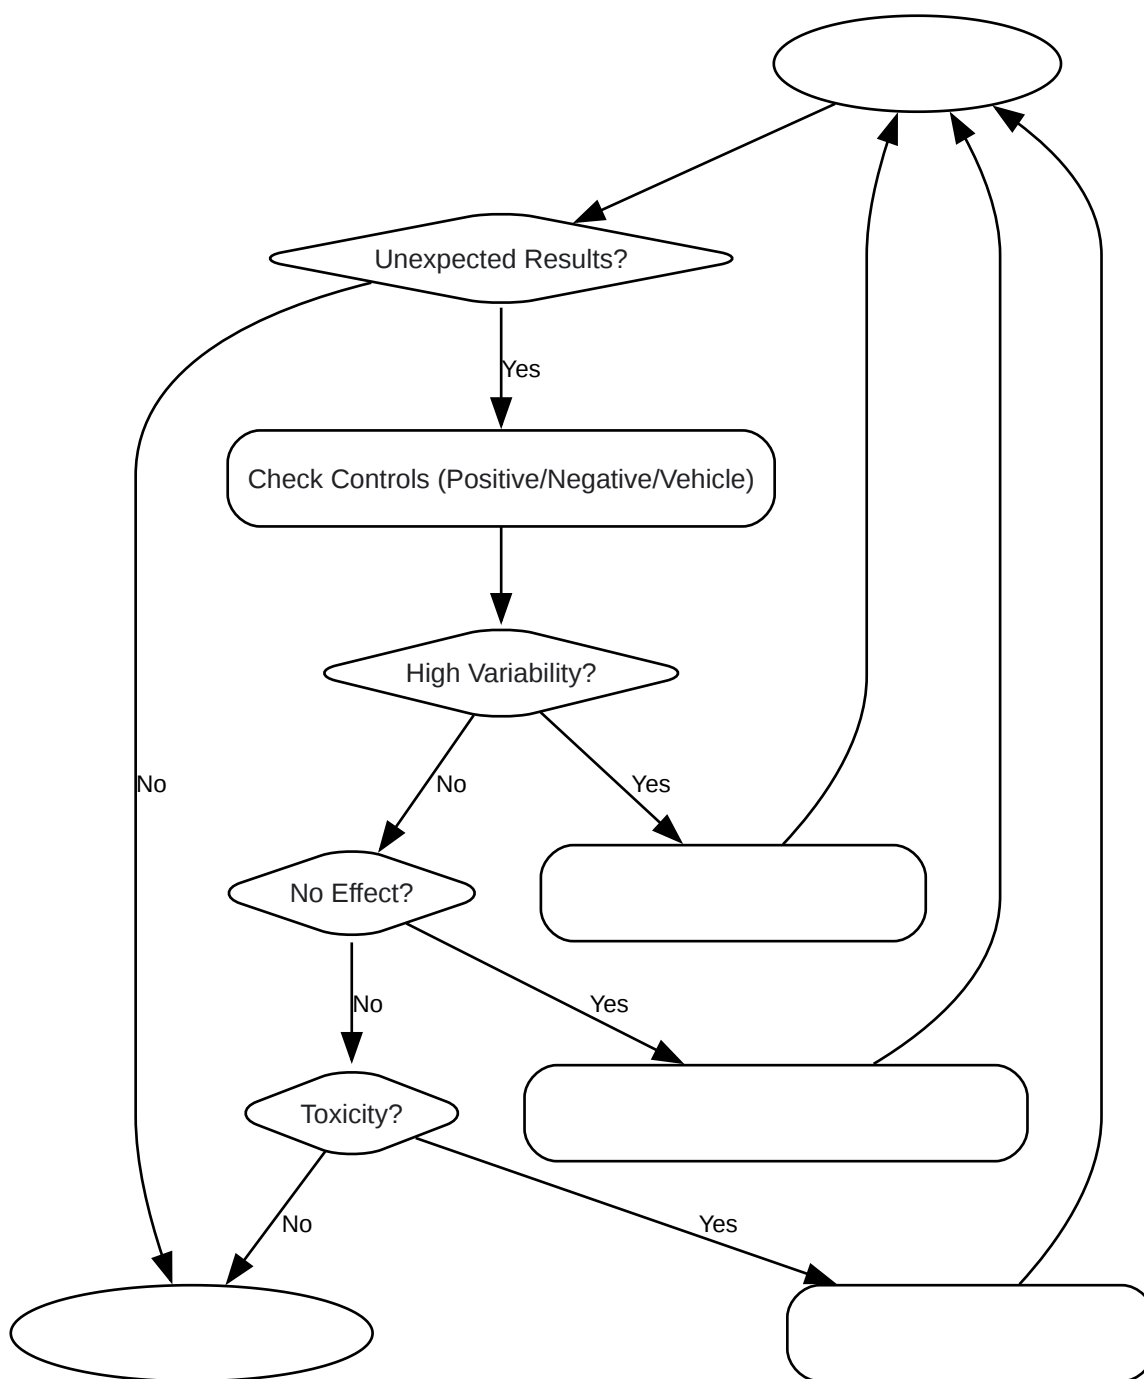 Unexpected Results?
Yes
Check Controls (Positive/Negative/Vehicle)
High Variability?
No
No
Yes
No Effect?
No
Yes
Toxicity?
No
Yes